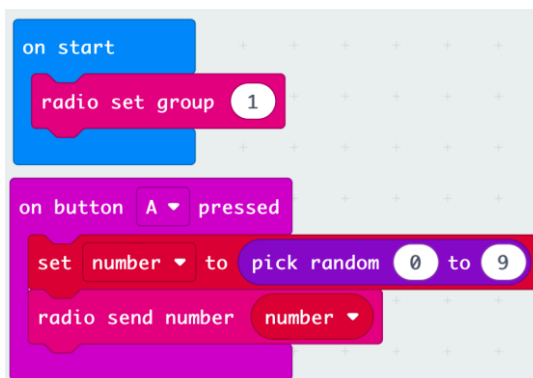 on start
radio set group 1
on button A pressed
set number to pick random 0 to 9
radio send number number